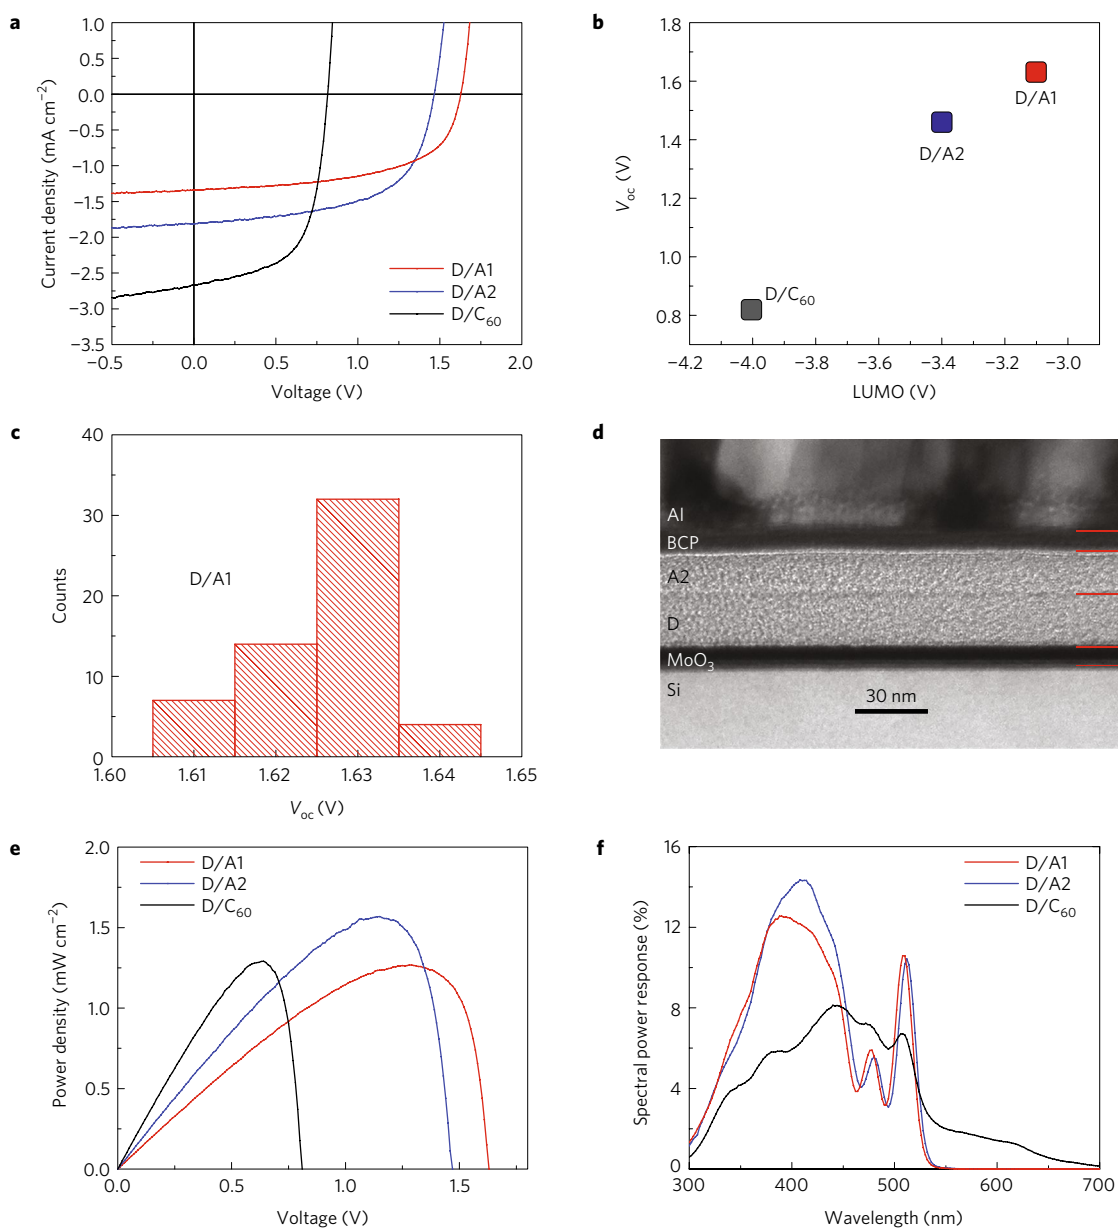 a
1.0
0.5
0.0
−0.5
−1.0
−1.5
−2.0
−2.5
−3.0
−3.5
Current density (mA cm⁻²)
D/A1
D/A2
D/C₆₀
−0.5
0.0
0.5
1.0
1.5
2.0
Voltage (V)
b
1.8
1.6
1.4
1.2
1.0
0.8
V_oc (V)
D/A1
D/A2
D/C₆₀
−4.2
−4.0
−3.8
−3.6
−3.4
−3.2
−3.0
LUMO (V)
c
40
30
20
10
0
Counts
D/A1
1.60
1.61
1.62
1.63
1.64
1.65
V_oc (V)
d
Al
BCP
A2
D
MoO₃
Si
30 nm
e
2.0
1.5
1.0
0.5
0.0
Power density (mW cm⁻²)
D/A1
D/A2
D/C₆₀
0.0
0.5
1.0
1.5
Voltage (V)
f
16
12
8
4
0
Spectral power response (%)
D/A1
D/A2
D/C₆₀
300
400
500
600
700
Wavelength (nm)